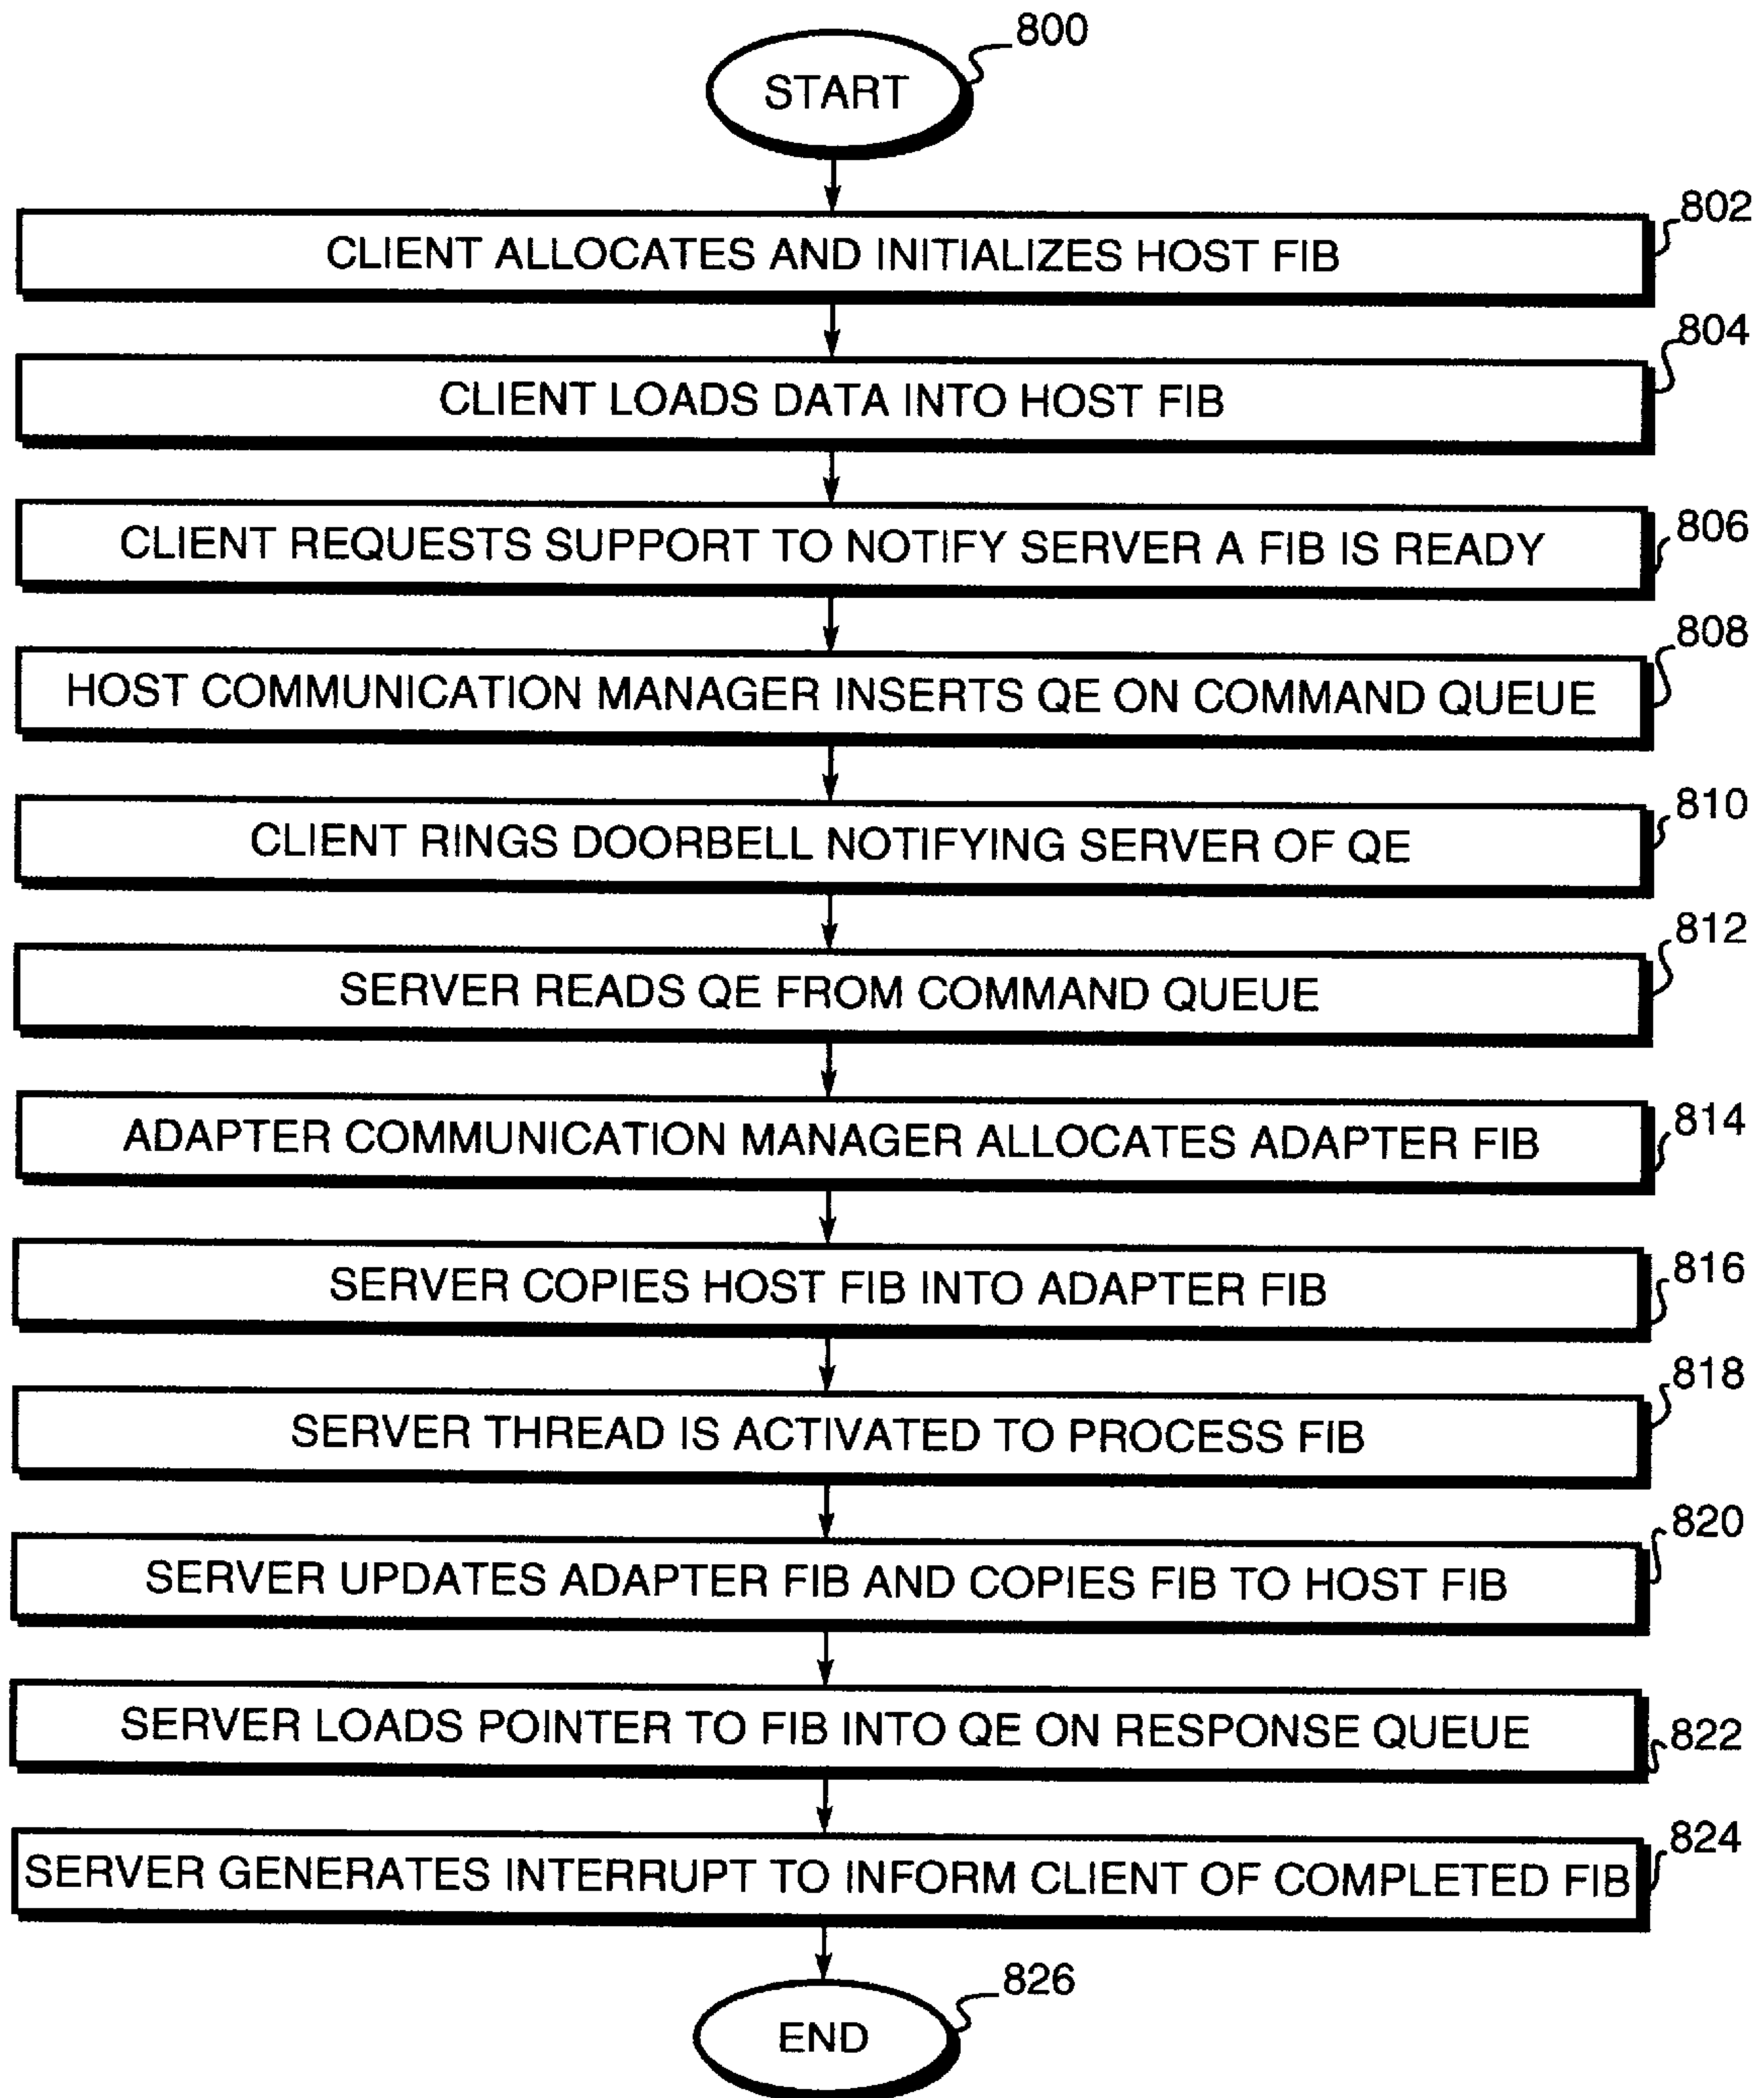 800
START
802
CLIENT ALLOCATES AND INITIALIZES HOST FIB
804
CLIENT LOADS DATA INTO HOST FIB
806
CLIENT REQUESTS SUPPORT TO NOTIFY SERVER A FIB IS READY
808
HOST COMMUNICATION MANAGER INSERTS QE ON COMMAND QUEUE
810
CLIENT RINGS DOORBELL NOTIFYING SERVER OF QE
812
SERVER READS QE FROM COMMAND QUEUE
814
ADAPTER COMMUNICATION MANAGER ALLOCATES ADAPTER FIB
816
SERVER COPIES HOST FIB INTO ADAPTER FIB
818
SERVER THREAD IS ACTIVATED TO PROCESS FIB
820
SERVER UPDATES ADAPTER FIB AND COPIES FIB TO HOST FIB
822
SERVER LOADS POINTER TO FIB INTO QE ON RESPONSE QUEUE
824
SERVER GENERATES INTERRUPT TO INFORM CLIENT OF COMPLETED FIB
826
END